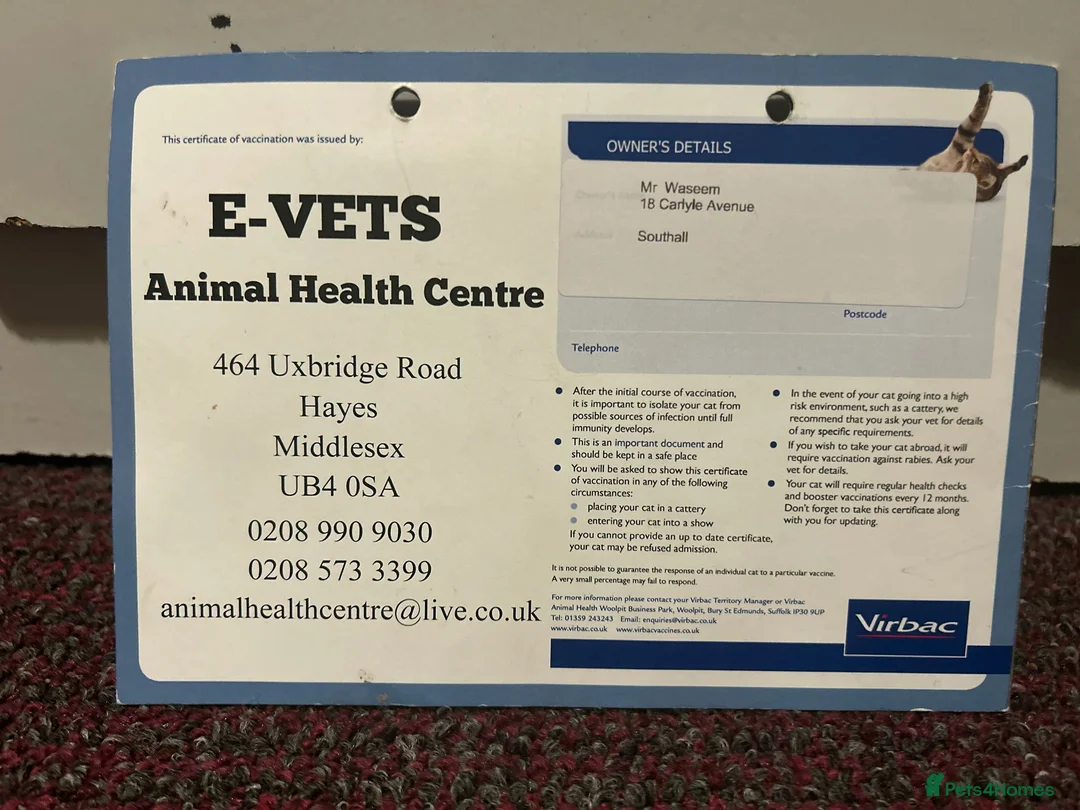 This certificate of vaccination was issued by:
E-VETS
Animal Health Centre
464 Uxbridge Road
Hayes
Middlesex
UB4 0SA
0208 990 9030
0208 573 3399
animalhealthcentre@live.co.uk
OWNER'S DETAILS
Mr Waseem
18 Carlyle Avenue
Southall
Postcode
Telephone
After the initial course of vaccination,
it is important to isolate your cat from
possible sources of infection until full
immunity develops.
This is an important document and
should be kept in a safe place
You will be asked to show this certificate
of vaccination in any of the following
circumstances:
placing your cat in a cattery
entering your cat into a show
If you cannot provide an up to date certificate,
your cat may be refused admission.
In the event of your cat going into a high
risk environment, such as a cattery, we
recommend that you ask your vet for details
of any specific requirements.
If you wish to take your cat abroad, it will
require vaccination against rabies. Ask your
vet for details.
Your cat will require regular health checks
and booster vaccinations every 12 months.
Don't forget to take this certificate along
with you for updating.
It is not possible to guarantee the response of an individual cat to a particular vaccine.
A very small percentage may fail to respond.
For more information please contact your Virbac Territory Manager or Virbac
Animal Health Woolpit Business Park, Woolpit, Bury St Edmunds, Suffolk IP30 9UP
Tel: 01359 243243 Email: enquiries@virbac.co.uk
www.virbac.co.uk www.virbacvaccines.co.uk
Virbac
Pets4Homes